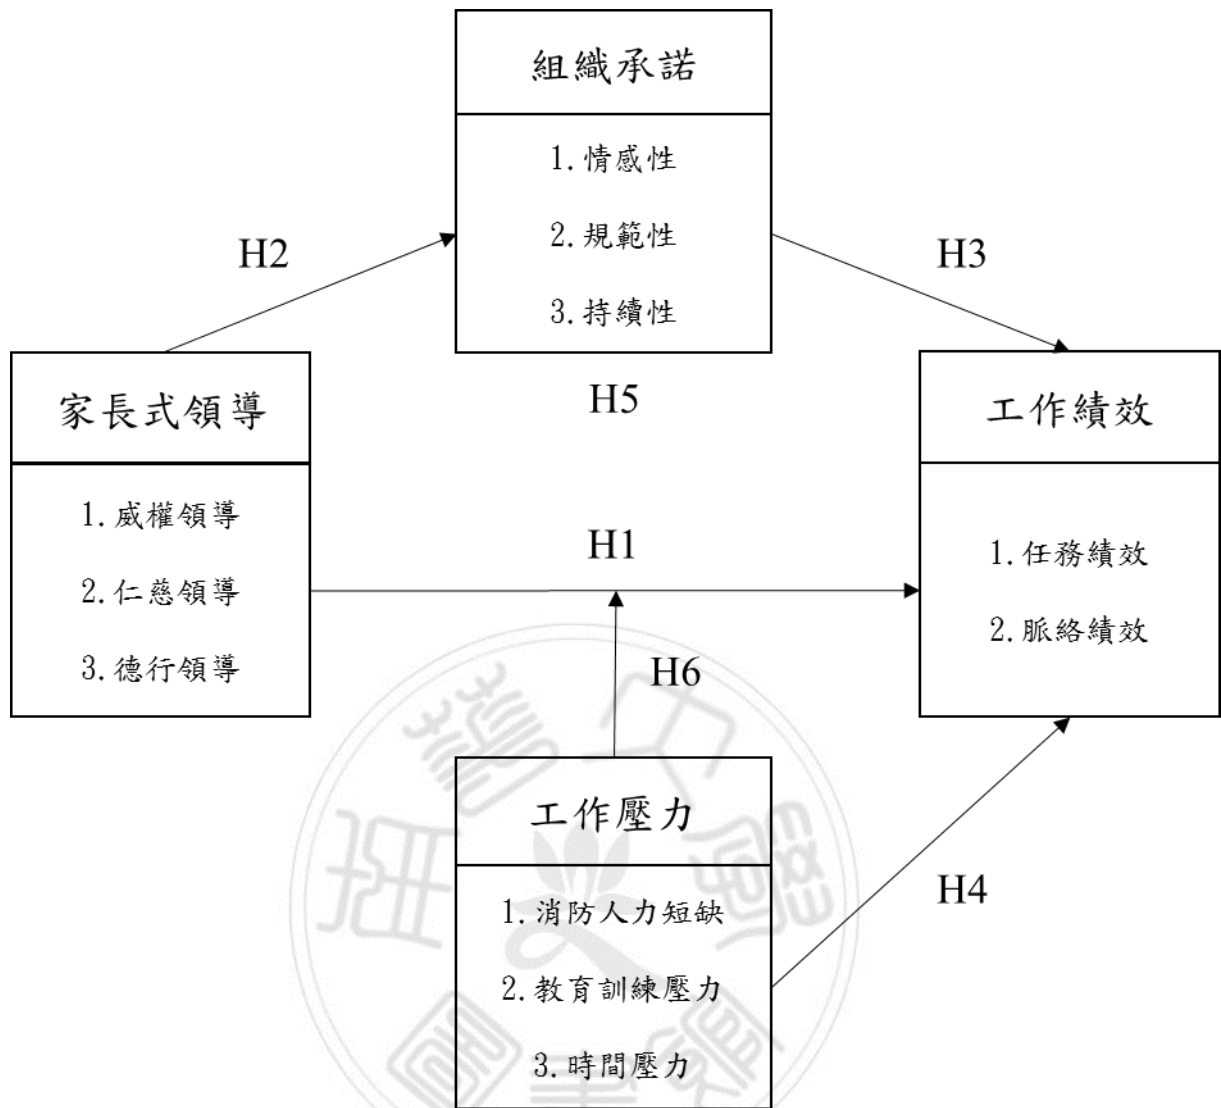 組織承諾
1.情感性
2.規範性
3.持續性
H2
H3
家長式領導
1.威權領導
2.仁慈領導
3.德行領導
H5
H1
工作績效
1.任務績效
2.脈絡績效
H6
工作壓力
1.消防人力短缺
2.教育訓練壓力
3.時間壓力
H4